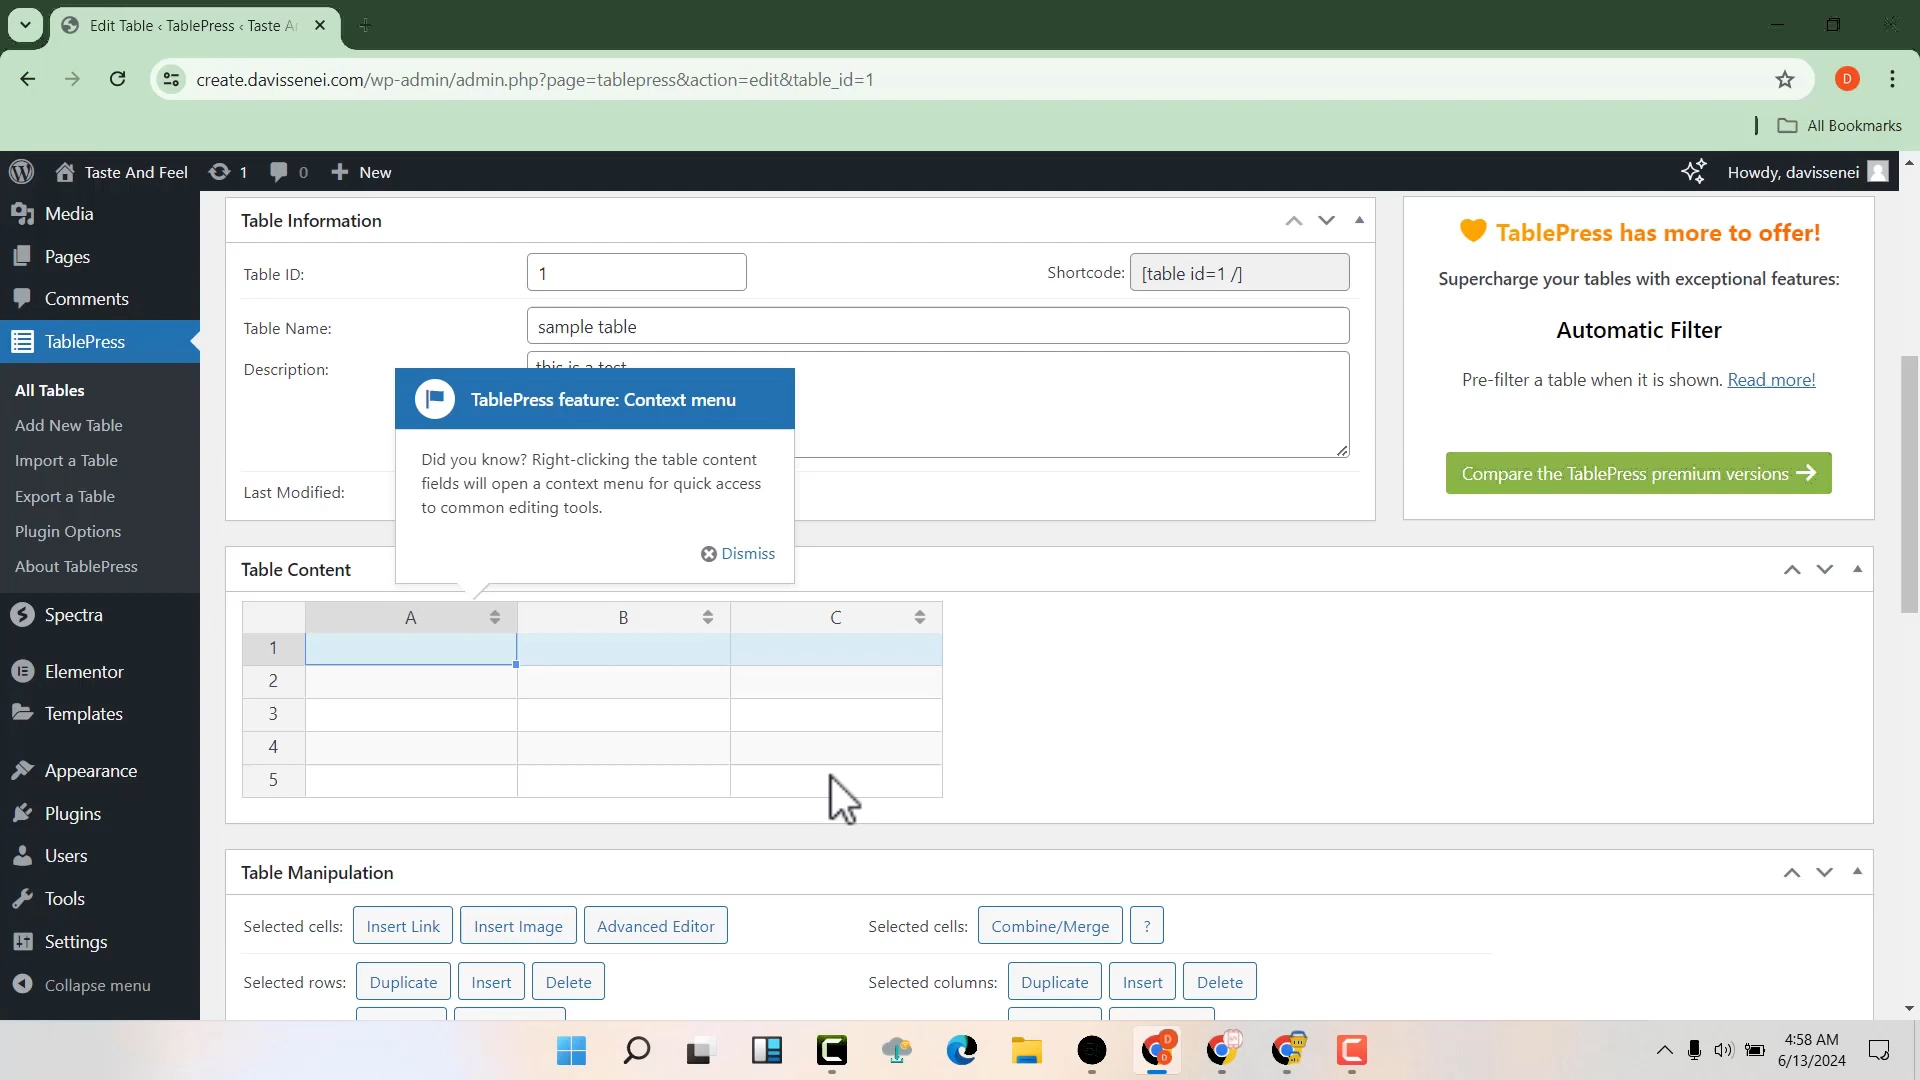 Edit Table ‹ TablePress ‹ Taste A
create.davissenei.com/wp-admin/admin.php?page=tablepress&action=edit&table_id=1
D
All Bookmarks
Taste And Feel
1
0
New
Howdy, davissenei
Media
Pages
Comments
TablePress
All Tables
Add New Table
Import a Table
Export a Table
Plugin Options
About TablePress
Spectra
Elementor
Templates
Appearance
Plugins
Users
Tools
Settings
Collapse menu
Table Information
Table ID:
1
Shortcode:
[table id=1 /]
Table Name:
sample table
Description:
this is a test
Last Modified:
TablePress feature: Context menu
Did you know? Right-clicking the table content
fields will open a context menu for quick access
to common editing tools.
Dismiss
TablePress has more to offer!
Supercharge your tables with exceptional features:
Automatic Filter
Pre-filter a table when it is shown. Read more!
Compare the TablePress premium versions
Table Content
A B C
1
2
3
4
5
Table Manipulation
Selected cells: Insert Link Insert Image Advanced Editor
Selected cells: Combine/Merge ?
Selected rows: Duplicate Insert Delete
Selected columns: Duplicate Insert Delete
4:58 AM
6/13/2024